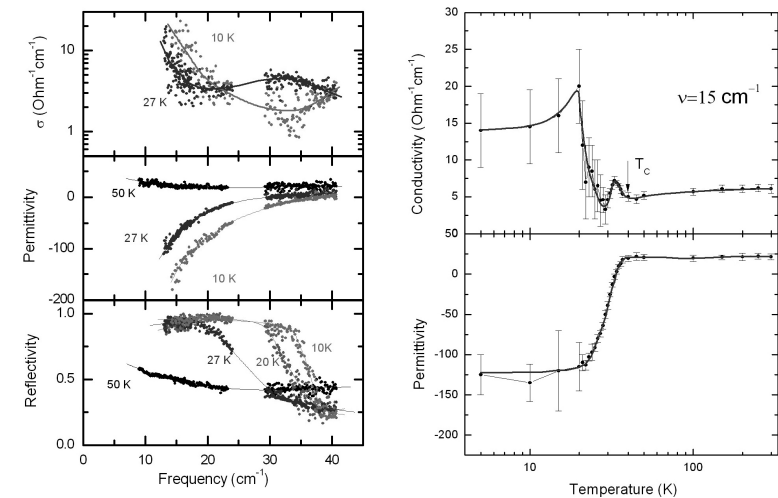 10
1
σ (Ohm⁻¹cm⁻¹)
10 K
27 K
0
-100
-200
Permittivity
50 K
27 K
10 K
1.0
0.5
0.0
Reflectivity
50 K
27 K
20 K
10K
0 10 20 30 40
Frequency (cm⁻¹)
30
25
20
15
10
5
Conductivity (Ohm⁻¹cm⁻¹)
ν=15 cm⁻¹
T_C
50
0
-50
-100
-150
-200
Permittivity
10 100
Temperature (K)